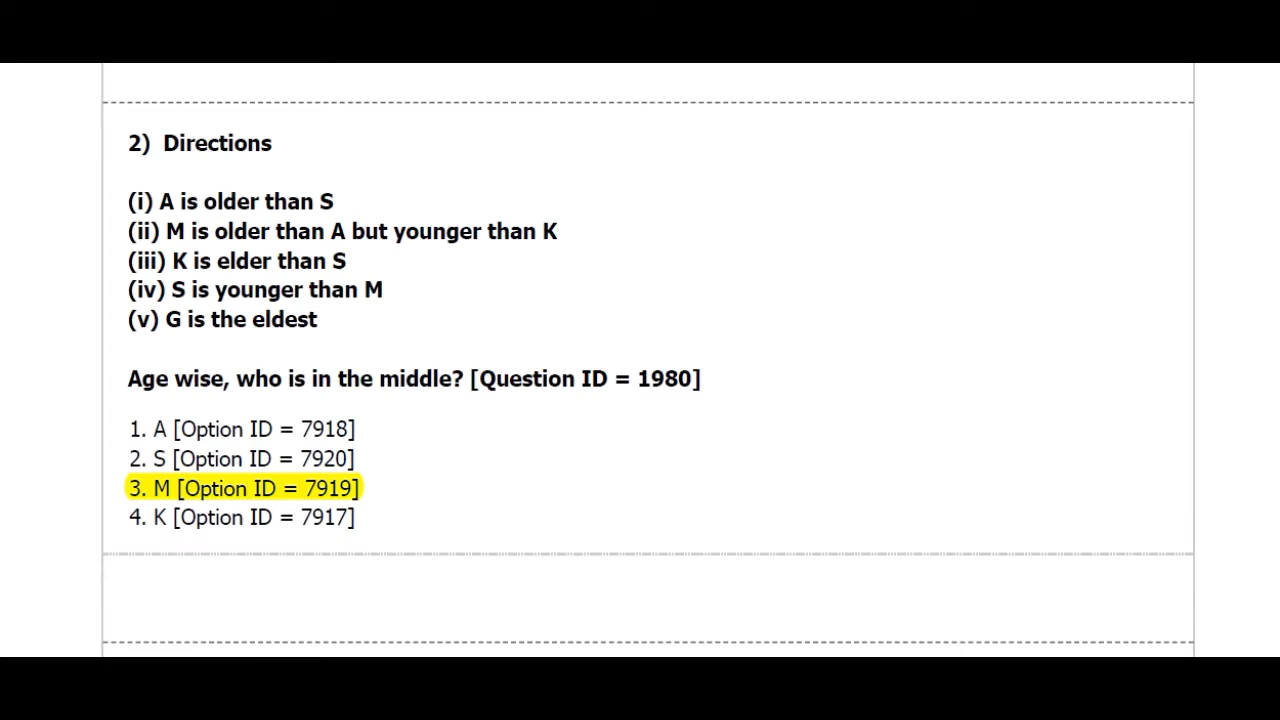 2) Directions
(i) A is older than S
(ii) M is older than A but younger than K
(iii) K is elder than S
(iv) S is younger than M
(v) G is the eldest
Age wise, who is in the middle? [Question ID = 1980]
1. A [Option ID = 7918]
2. S [Option ID = 7920]
3. M [Option ID = 7919]
4. K [Option ID = 7917]